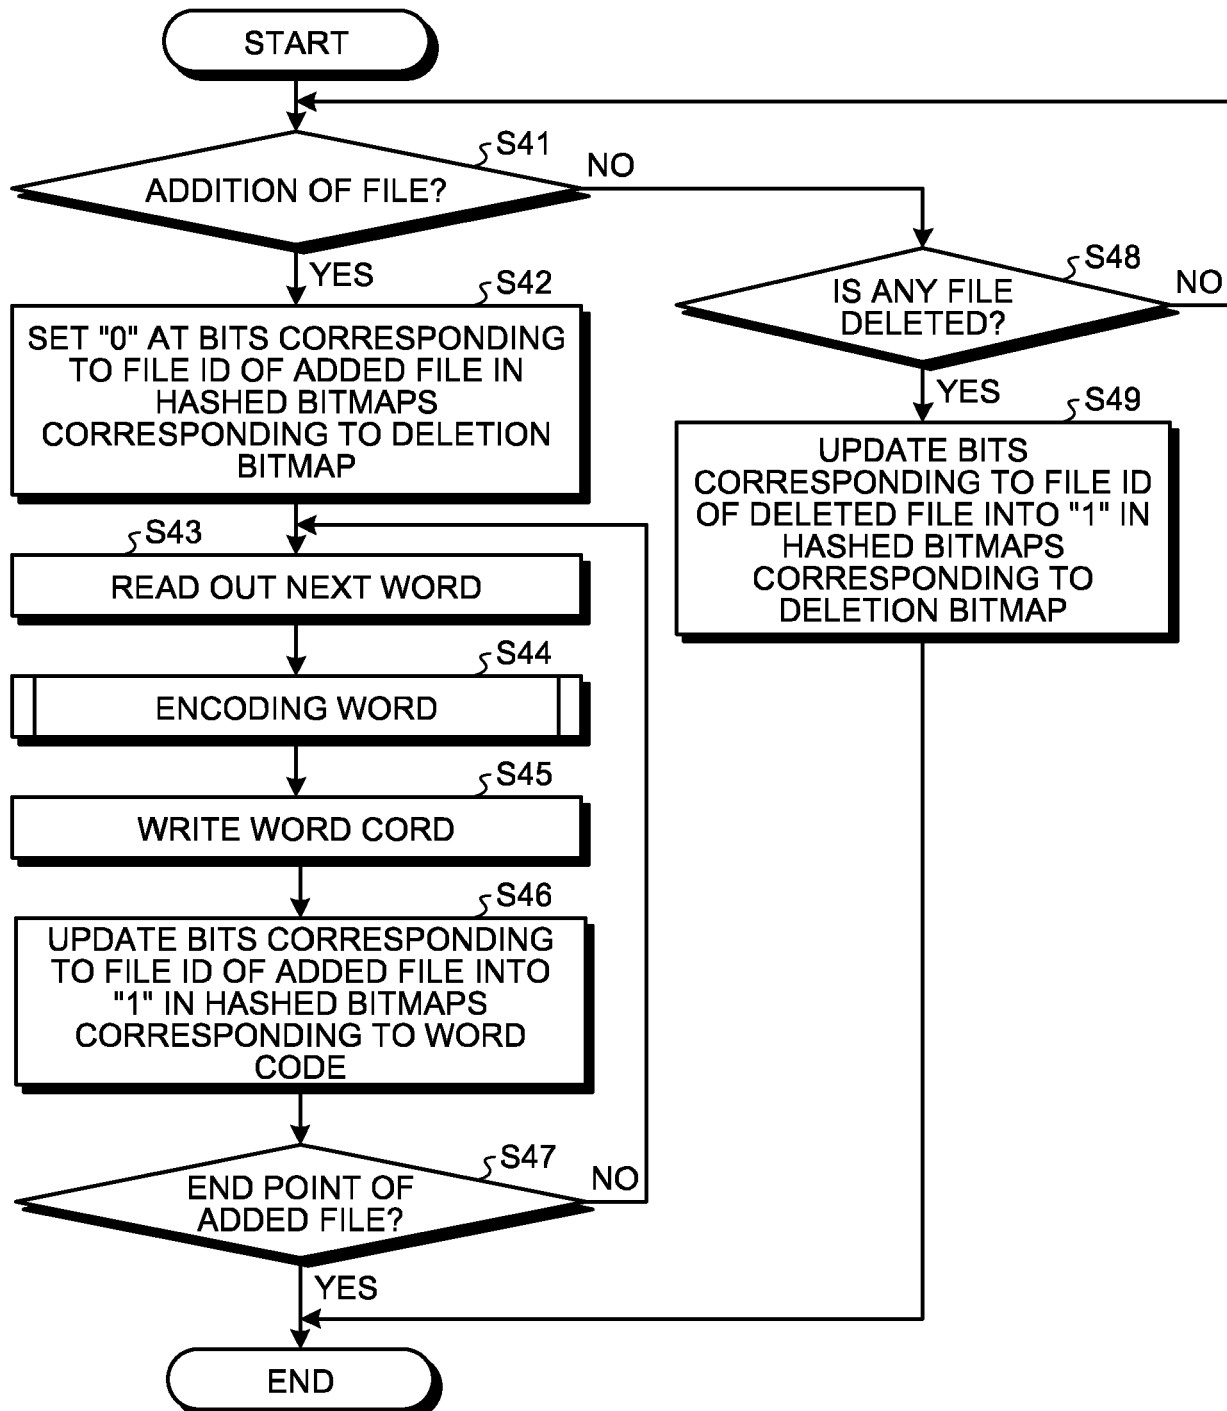 START
S41
ADDITION OF FILE?
NO
YES
S42
SET "0" AT BITS CORRESPONDING
TO FILE ID OF ADDED FILE IN
HASHED BITMAPS
CORRESPONDING TO DELETION
BITMAP
S43
READ OUT NEXT WORD
S44
ENCODING WORD
S45
WRITE WORD CORD
S46
UPDATE BITS CORRESPONDING
TO FILE ID OF ADDED FILE INTO
"1" IN HASHED BITMAPS
CORRESPONDING TO WORD
CODE
S47
END POINT OF
ADDED FILE?
NO
YES
END
S48
IS ANY FILE
DELETED?
NO
YES
S49
UPDATE BITS
CORRESPONDING TO FILE ID
OF DELETED FILE INTO "1" IN
HASHED BITMAPS
CORRESPONDING TO
DELETION BITMAP